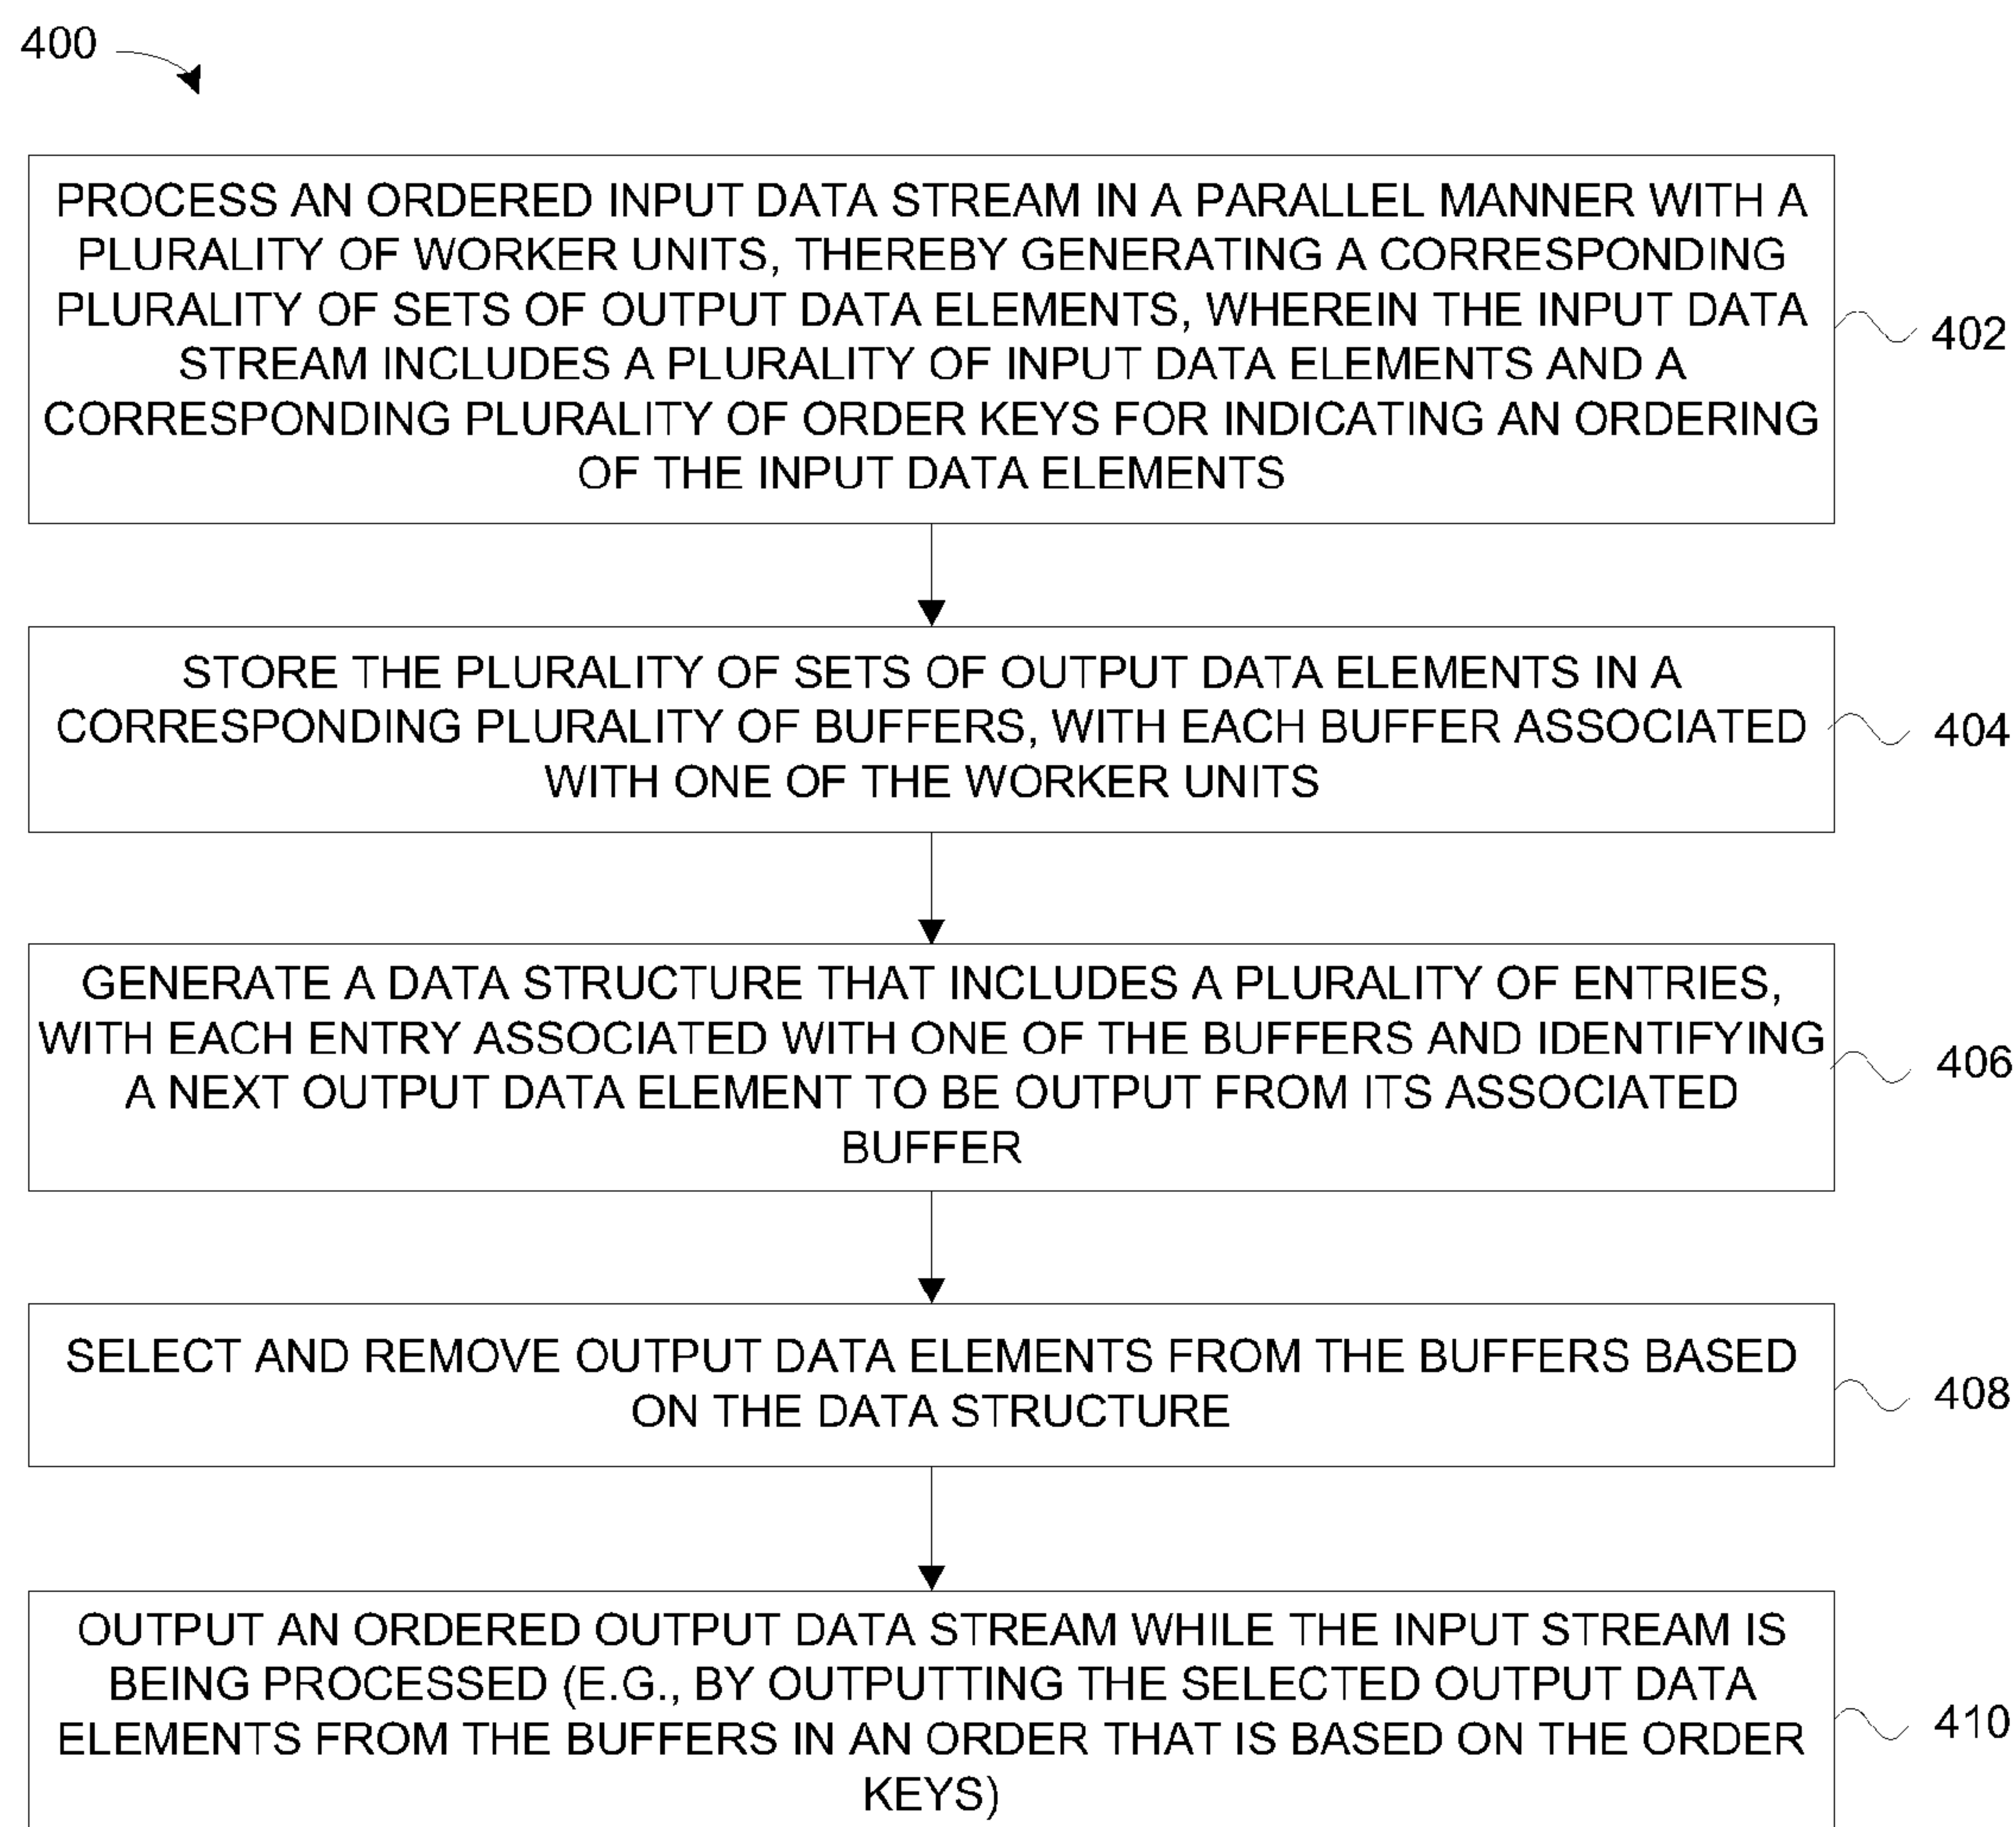 400
PROCESS AN ORDERED INPUT DATA STREAM IN A PARALLEL MANNER WITH A
PLURALITY OF WORKER UNITS, THEREBY GENERATING A CORRESPONDING
PLURALITY OF SETS OF OUTPUT DATA ELEMENTS, WHEREIN THE INPUT DATA
STREAM INCLUDES A PLURALITY OF INPUT DATA ELEMENTS AND A
CORRESPONDING PLURALITY OF ORDER KEYS FOR INDICATING AN ORDERING
OF THE INPUT DATA ELEMENTS
402
STORE THE PLURALITY OF SETS OF OUTPUT DATA ELEMENTS IN A
CORRESPONDING PLURALITY OF BUFFERS, WITH EACH BUFFER ASSOCIATED
WITH ONE OF THE WORKER UNITS
404
GENERATE A DATA STRUCTURE THAT INCLUDES A PLURALITY OF ENTRIES,
WITH EACH ENTRY ASSOCIATED WITH ONE OF THE BUFFERS AND IDENTIFYING
A NEXT OUTPUT DATA ELEMENT TO BE OUTPUT FROM ITS ASSOCIATED
BUFFER
406
SELECT AND REMOVE OUTPUT DATA ELEMENTS FROM THE BUFFERS BASED
ON THE DATA STRUCTURE
408
OUTPUT AN ORDERED OUTPUT DATA STREAM WHILE THE INPUT STREAM IS
BEING PROCESSED (E.G., BY OUTPUTTING THE SELECTED OUTPUT DATA
ELEMENTS FROM THE BUFFERS IN AN ORDER THAT IS BASED ON THE ORDER
KEYS)
410